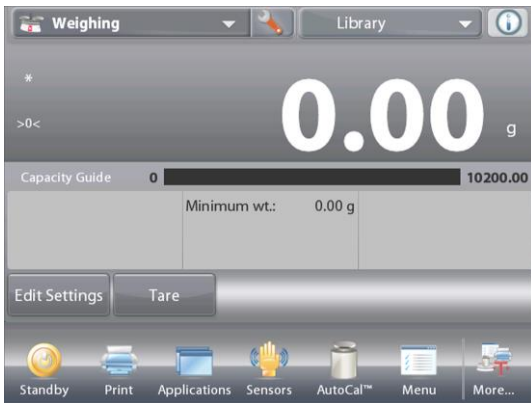 Weighing
Library
*
>0<
0.00 g
Capacity Guide 0 10200.00
Minimum wt.: 0.00 g
Edit Settings Tare
Standby Print Applications Sensors AutoCal™ Menu More...